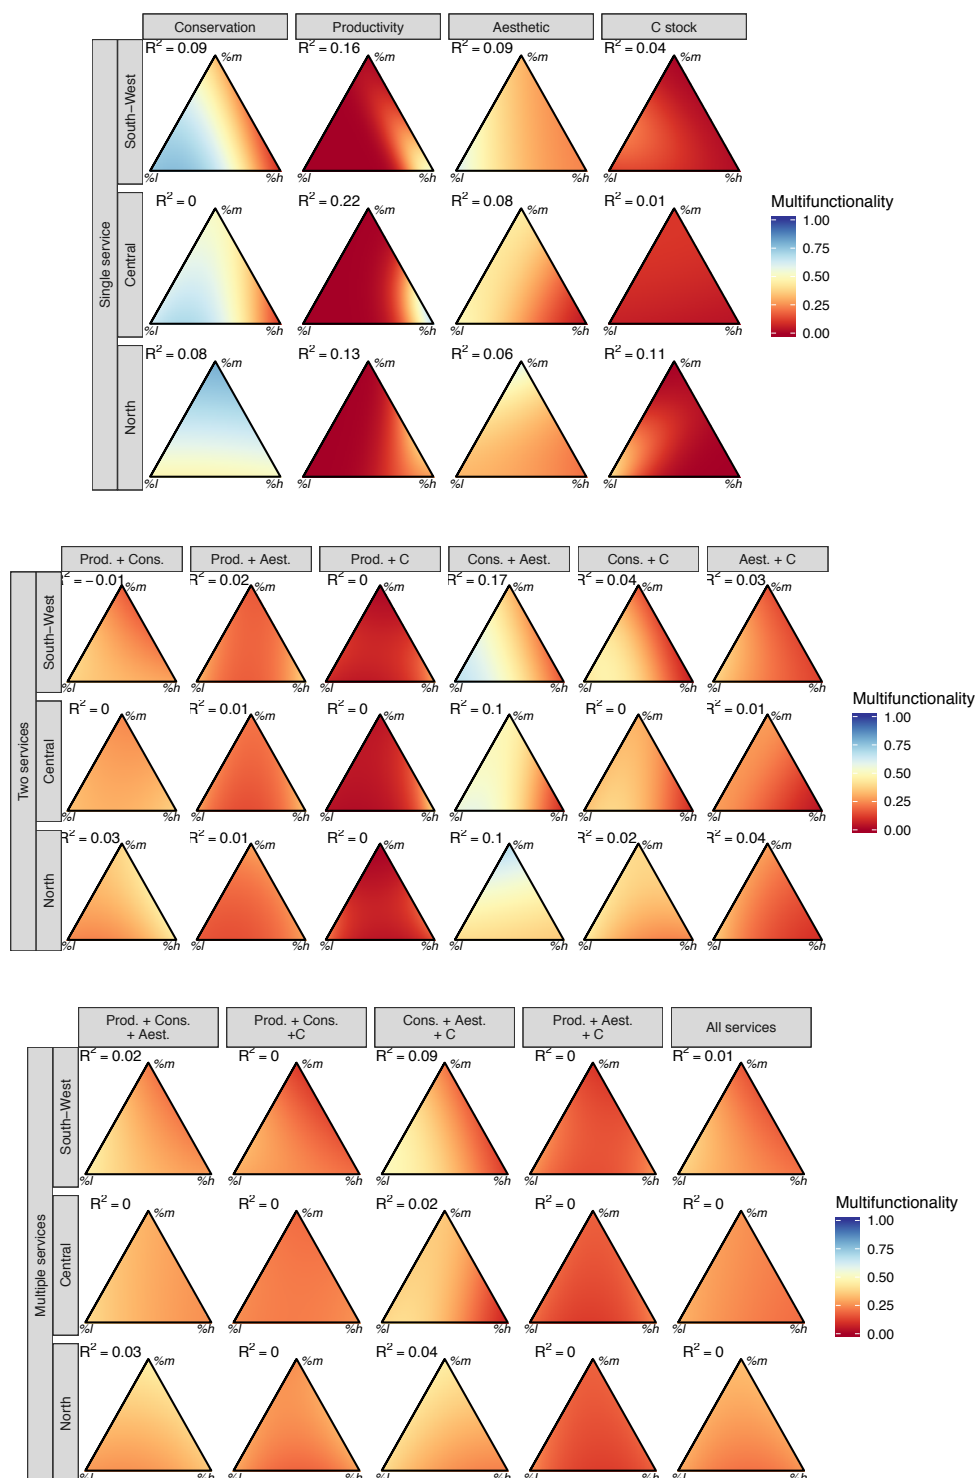 Conservation Productivity Aesthetic C stock
Single service
South−West
R² = 0.09 R² = 0.16 R² = 0.09 R² = 0.04
%m %m %m %m
%l %h %l %h %l %h %l %h
Central
R² = 0 R² = 0.22 R² = 0.08 R² = 0.01
%m %m %m %m
%l %h %l %h %l %h %l %h
North
R² = 0.08 R² = 0.13 R² = 0.06 R² = 0.11
%m %m %m %m
%l %h %l %h %l %h %l %h
Multifunctionality
1.00
0.75
0.50
0.25
0.00
Prod. + Cons. Prod. + Aest. Prod. + C Cons. + Aest. Cons. + C Aest. + C
Two services
South−West
R² = −0.01 R² = 0.02 R² = 0 R² = 0.17 R² = 0.04 R² = 0.03
%m %m %m %m %m %m
%l %h %l %h %l %h %l %h %l %h %l %h
Central
R² = 0 R² = 0.01 R² = 0 R² = 0.1 R² = 0 R² = 0.01
%m %m %m %m %m %m
%l %h %l %h %l %h %l %h %l %h %l %h
North
R² = 0.03 R² = 0.01 R² = 0 R² = 0.1 R² = 0.02 R² = 0.04
%m %m %m %m %m %m
%l %h %l %h %l %h %l %h %l %h %l %h
Multifunctionality
1.00
0.75
0.50
0.25
0.00
Prod. + Cons. + Aest.
Prod. + Cons. +C
Cons. + Aest. + C
Prod. + Aest. + C
All services
Multiple services
South−West
R² = 0.02 R² = 0 R² = 0.09 R² = 0 R² = 0.01
%m %m %m %m %m
%l %h %l %h %l %h %l %h %l %h
Central
R² = 0 R² = 0 R² = 0.02 R² = 0 R² = 0
%m %m %m %m %m
%l %h %l %h %l %h %l %h %l %h
North
R² = 0.03 R² = 0 R² = 0.04 R² = 0 R² = 0
%m %m %m %m %m
%l %h %l %h %l %h %l %h %l %h
Multifunctionality
1.00
0.75
0.50
0.25
0.00